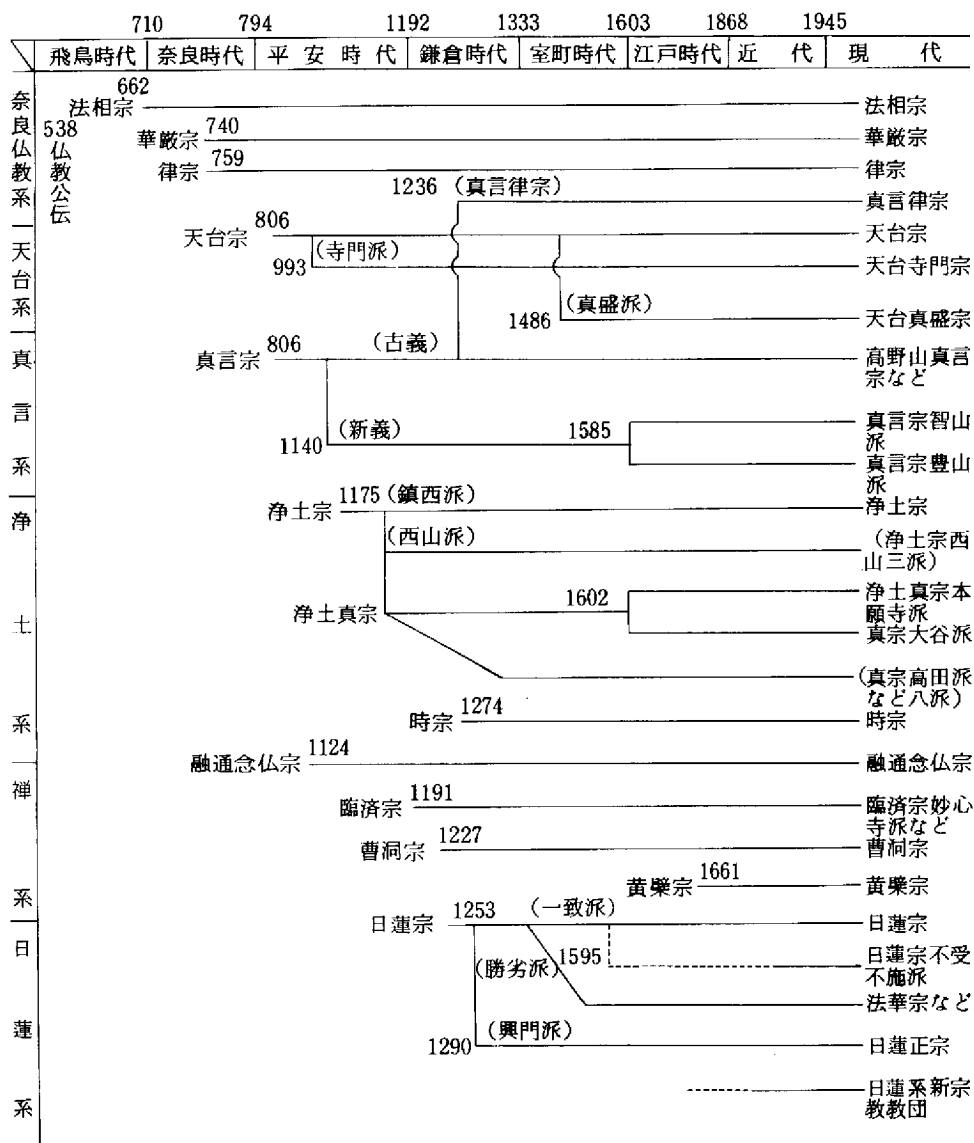 710 794 1192 1333 1603 1868 1945
飛鳥時代 奈良時代 平安時代 鎌倉時代 室町時代 江戸時代 近代 現代
奈良仏教系
662
法相宗 法相宗
538
仏教公伝
740
華厳宗 華厳宗
759
律宗 律宗
1236 (真言律宗)
真言律宗
天台系
806
天台宗 天台宗
(寺門派)
993 天台寺門宗
(真盛派)
1486 天台真盛宗
真言系
806 (古義)
真言宗 高野山真言
宗など
(新義) 1585 真言宗智山
派
1140
真言宗豊山
派
浄土系
1175 (鎮西派)
浄土宗 浄土宗
(西山派) (浄土宗西
山三派)
1602 浄土真宗本
願寺派
浄土真宗
真宗大谷派
(真宗高田派
など八派)
1274
時宗 時宗
1124
融通念仏宗 融通念仏宗
禅系
1191
臨済宗 臨済宗妙心
寺派など
1227
曹洞宗 曹洞宗
1661
黄檗宗 黄檗宗
日蓮系
1253 (一致派)
日蓮宗 日蓮宗
(勝劣派) 1595 日蓮宗不受
不施派
法華宗など
(興門派)
1290 日蓮正宗
日蓮系新宗
教教団